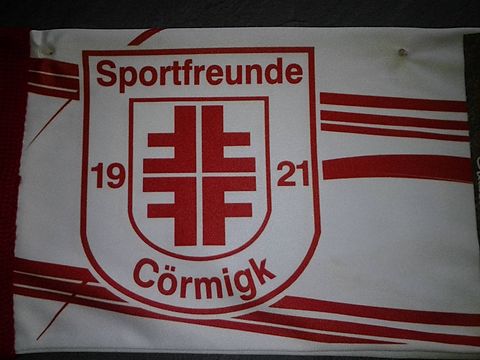 Sportfreunde
19 21
Cörmigk